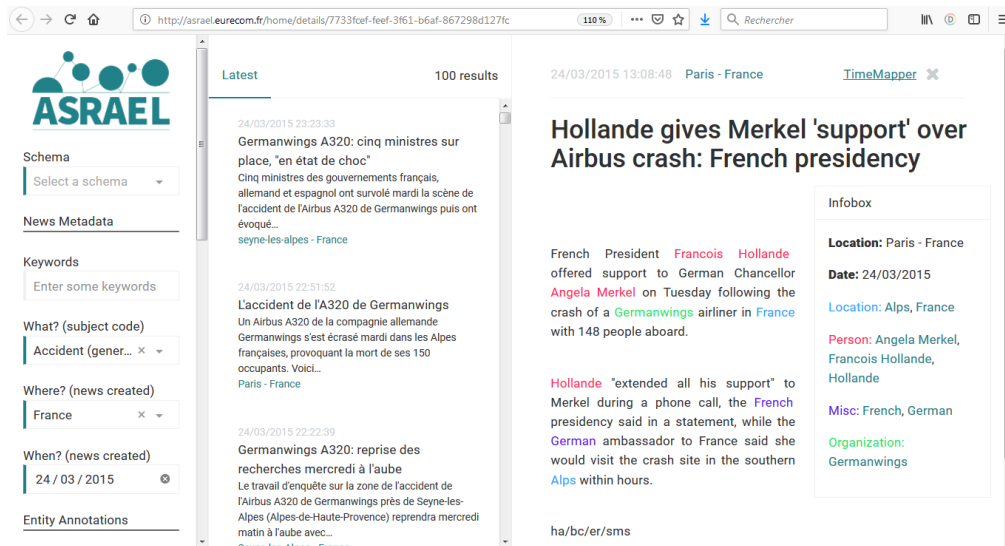 http://asrael.eurecom.fr/home/details/7733fcef-feef-3f61-b6af-867298d127fc
110 %
Rechercher
ASRAEL
Schema
Select a schema
News Metadata
Keywords
Enter some keywords
What? (subject code)
Accident (gener...
Where? (news created)
France
When? (news created)
24 / 03 / 2015
Entity Annotations
Latest
100 results
24/03/2015 23:23:33
Germanwings A320: cinq ministres sur
place, "en état de choc"
Cinq ministres des gouvernements français,
allemand et espagnol ont survolé mardi la scène de
l'accident de l'Airbus A320 de Germanwings puis ont
évoqué...
seyne-les-alpes - France
24/03/2015 22:51:52
L'accident de l'A320 de Germanwings
Un Airbus A320 de la compagnie allemande
Germanwings s'est écrasé mardi dans les Alpes
françaises, provoquant la mort de ses 150
occupants. Voici...
Paris - France
24/03/2015 22:22:39
Germanwings A320: reprise des
recherches mercredi à l'aube
Le travail d'enquête sur la zone de l'accident de
l'Airbus A320 de Germanwings près de Seyne-les-
Alpes (Alpes-de-Haute-Provence) reprendra mercredi
matin à l'aube avec...
24/03/2015 13:08:48 Paris - France
TimeMapper
Hollande gives Merkel 'support' over
Airbus crash: French presidency
French President Francois Hollande
offered support to German Chancellor
Angela Merkel on Tuesday following the
crash of a Germanwings airliner in France
with 148 people aboard.
Hollande "extended all his support" to
Merkel during a phone call, the French
presidency said in a statement, while the
German ambassador to France said she
would visit the crash site in the southern
Alps within hours.
ha/bc/er/sms
Infobox
Location: Paris - France
Date: 24/03/2015
Location: Alps, France
Person: Angela Merkel,
Francois Hollande,
Hollande
Misc: French, German
Organization:
Germanwings